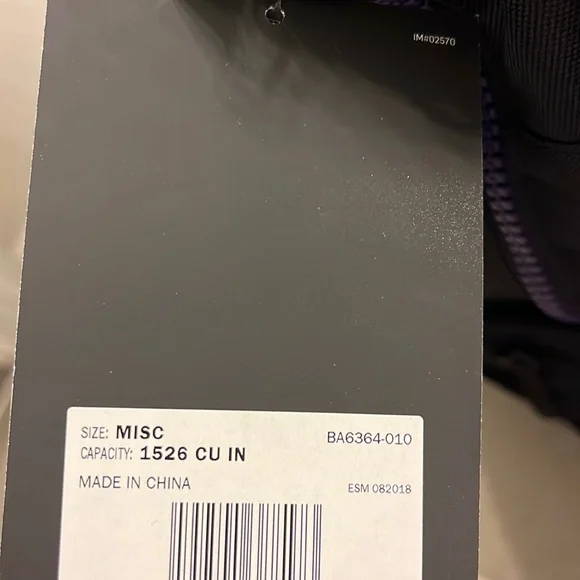 IM#02570
SIZE: MISC BA6364-010
CAPACITY: 1526 CU IN
MADE IN CHINA ESM 082018